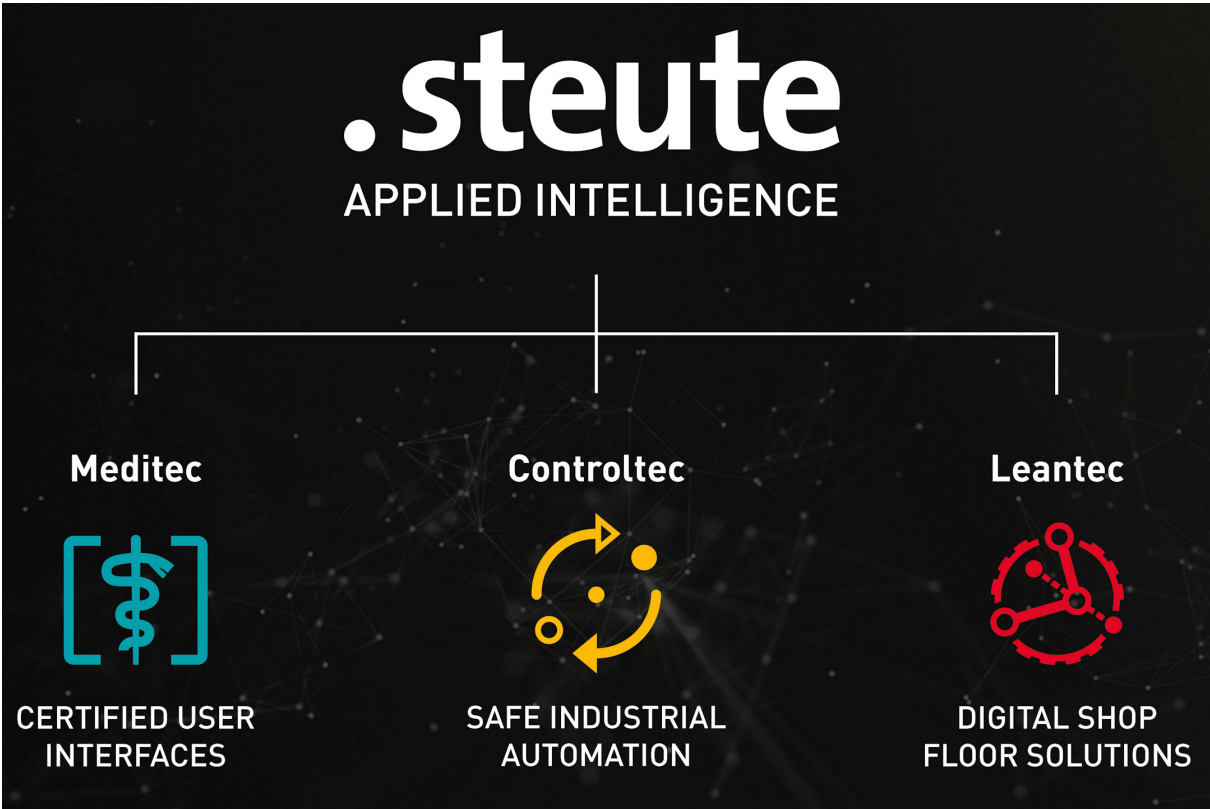 .steute
APPLIED INTELLIGENCE
Meditec
Controltec
Leantec
CERTIFIED USER
INTERFACES
SAFE INDUSTRIAL
AUTOMATION
DIGITAL SHOP
FLOOR SOLUTIONS